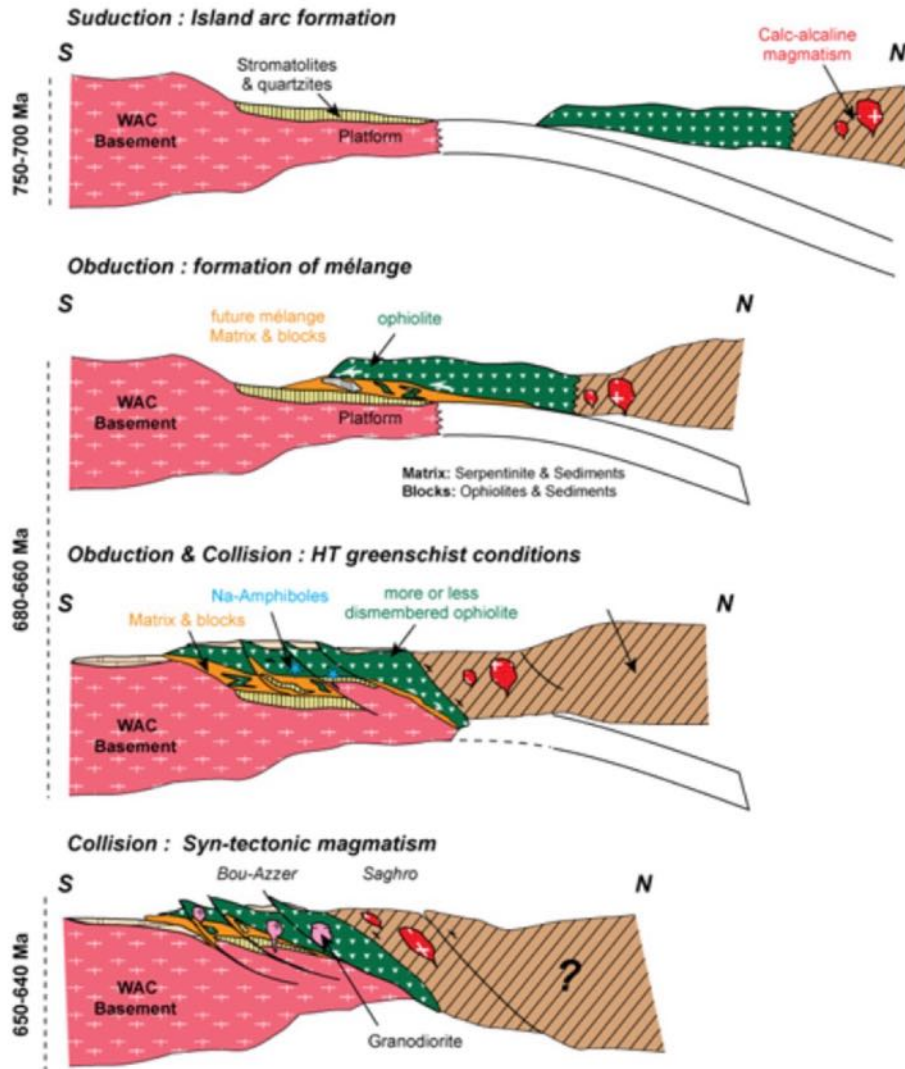 Suduction : Island arc formation
S
N
Calc-alcaline
magmatism
Stromatolites
& quartzites
WAC
Basement
Platform
750-700 Ma
Obduction : formation of mélange
S
N
future mélange
Matrix & blocks
ophiolite
WAC
Basement
Platform
Matrix: Serpentinite & Sediments
Blocks: Ophiolites & Sediments
680-660 Ma
Obduction & Collision : HT greenschist conditions
S
N
Na-Amphiboles
Matrix & blocks
more or less
dismembered ophiolite
WAC
Basement
Collision : Syn-tectonic magmatism
Bou-Azzer
Saghro
S
N
WAC
Basement
?
Granodiorite
650-640 Ma